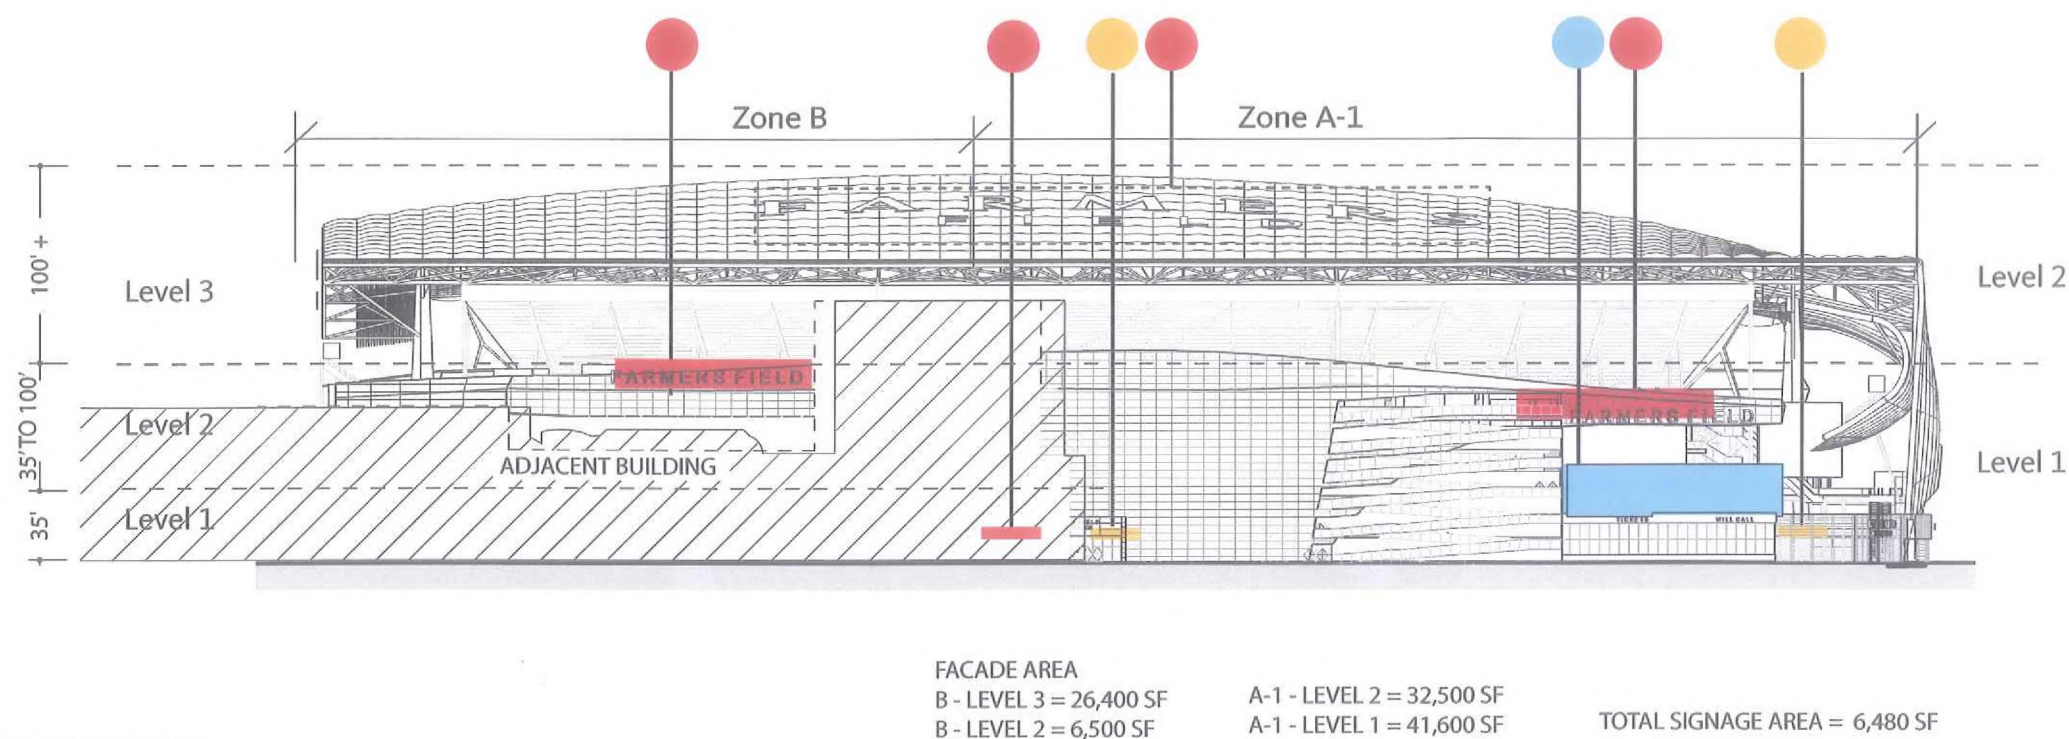 Zone B
Zone A-1
FARMERS
FIELD
100' +
Level 3
Level 2
FARMERS FIELD
FARMERS FIELD
35' TO 100'
Level 2
ADJACENT BUILDING
Level 1
35'
Level 1
TICKETS
WILL CALL
FACADE AREA
B - LEVEL 3 = 26,400 SF
A-1 - LEVEL 2 = 32,500 SF
B - LEVEL 2 = 6,500 SF
A-1 - LEVEL 1 = 41,600 SF
TOTAL SIGNAGE AREA = 6,480 SF